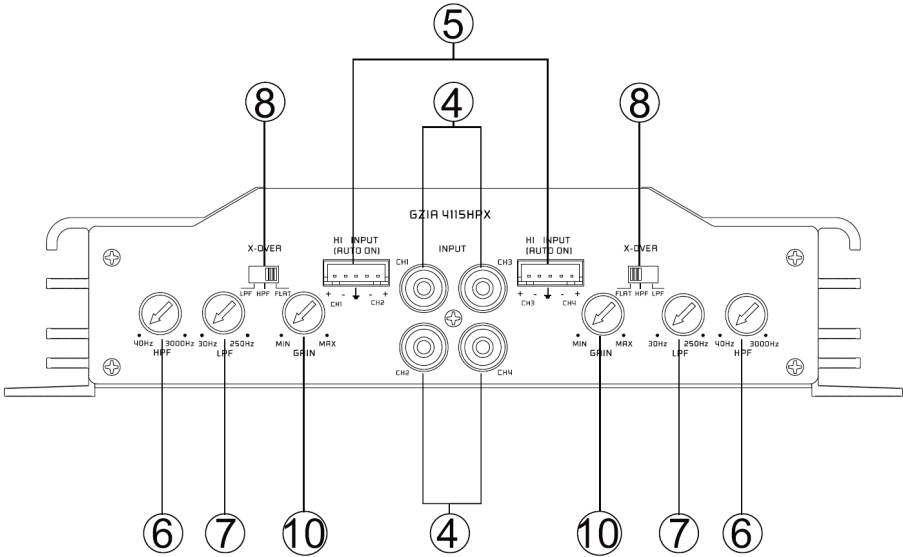 5
8 4 8
GZIA 4115HPX
X-OVER HI INPUT INPUT HI INPUT X-OVER
(AUTO ON) (AUTO ON)
CH1 CH3
LPF HPF FLAT + - - + + - - + FLAT HPF LPF
CH1 CH2 CH3 CH4
40Hz 3000Hz 30Hz 250Hz MIN MAX MIN MAX 30Hz 250Hz 40Hz 3000Hz
HPF LPF GAIN GAIN LPF HPF
CH2 CH4
6 7 10 4 10 7 6